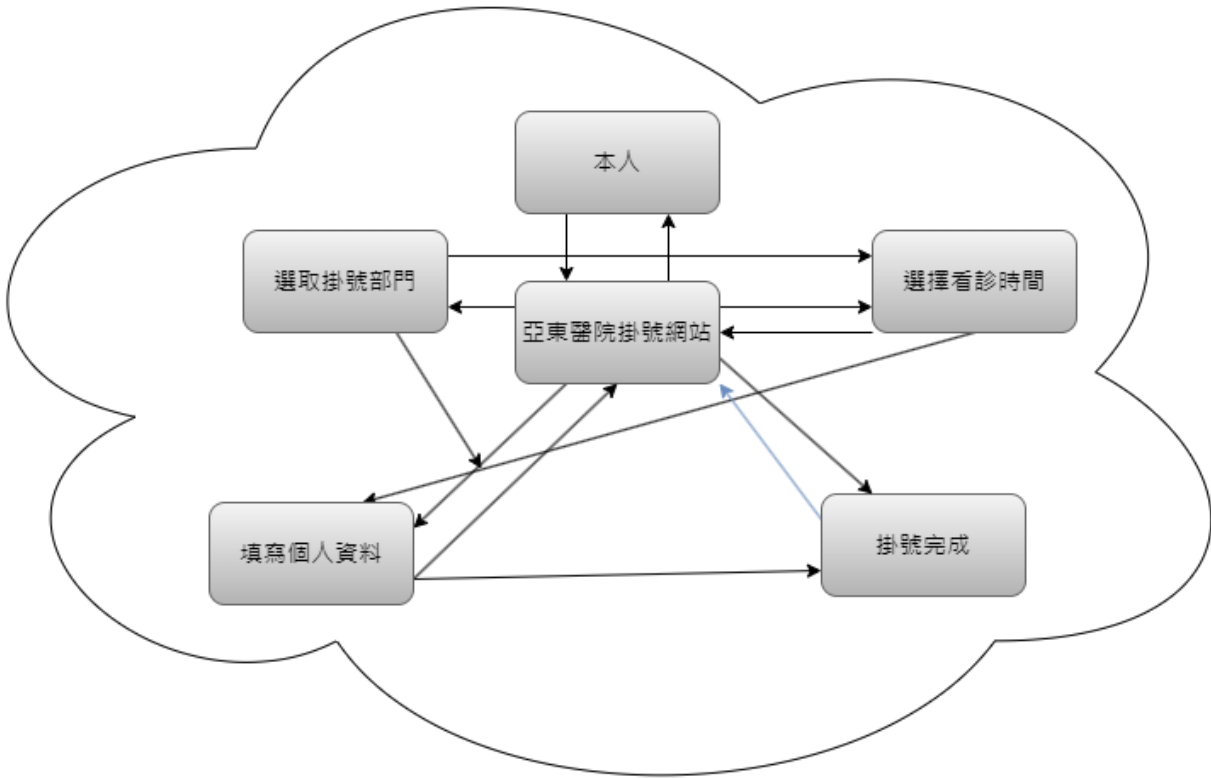 本人
選取掛號部門
選擇看診時間
亞東醫院掛號網站
填寫個人資料
掛號完成